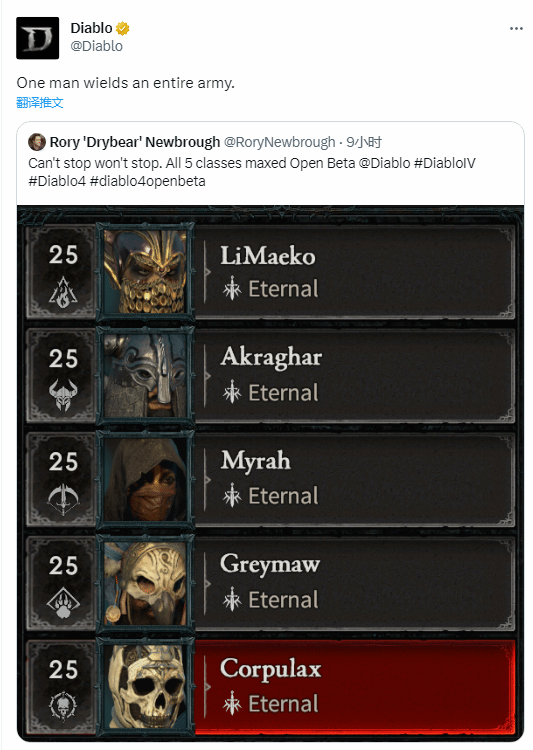 Diablo
@Diablo
One man wields an entire army.
翻译推文
Rory 'Drybear' Newbrough @RoryNewbrough · 9小时
Can't stop won't stop. All 5 classes maxed Open Beta @Diablo #DiabloIV
#Diablo4 #diablo4openbeta
25
LiMaeko
Eternal
25
Akraghar
Eternal
25
Myrah
Eternal
25
Greymaw
Eternal
25
Corpulax
Eternal